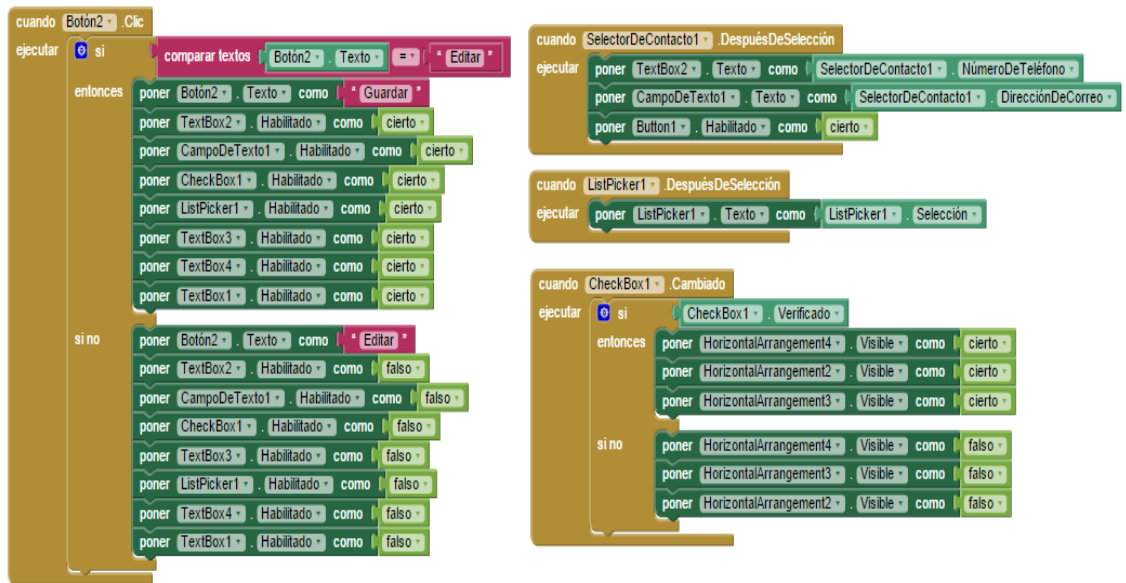 cuando Botón2 .Clic
ejecutar si comparar textos Botón2 . Texto = " Editar "
entonces poner Botón2 . Texto como " Guardar "
poner TextBox2 . Habilitado como cierto
poner CampoDeTexto1 . Habilitado como cierto
poner CheckBox1 . Habilitado como cierto
poner ListPicker1 . Habilitado como cierto
poner TextBox3 . Habilitado como cierto
poner TextBox4 . Habilitado como cierto
poner TextBox1 . Habilitado como cierto
si no poner Botón2 . Texto como " Editar "
poner TextBox2 . Habilitado como falso
poner CampoDeTexto1 . Habilitado como falso
poner CheckBox1 . Habilitado como falso
poner TextBox3 . Habilitado como falso
poner ListPicker1 . Habilitado como falso
poner TextBox4 . Habilitado como falso
poner TextBox1 . Habilitado como falso
cuando SelectorDeContacto1 .DespuésDeSelección
ejecutar poner TextBox2 . Texto como SelectorDeContacto1 . NúmeroDeTeléfono
poner CampoDeTexto1 . Texto como SelectorDeContacto1 . DirecciónDeCorreo
poner Button1 . Habilitado como cierto
cuando ListPicker1 .DespuésDeSelección
ejecutar poner ListPicker1 . Texto como ListPicker1 . Selección
cuando CheckBox1 .Cambiado
ejecutar si CheckBox1 . Verificado
entonces poner HorizontalArrangement4 . Visible como cierto
poner HorizontalArrangement2 . Visible como cierto
poner HorizontalArrangement3 . Visible como cierto
si no poner HorizontalArrangement4 . Visible como falso
poner HorizontalArrangement3 . Visible como falso
poner HorizontalArrangement2 . Visible como falso